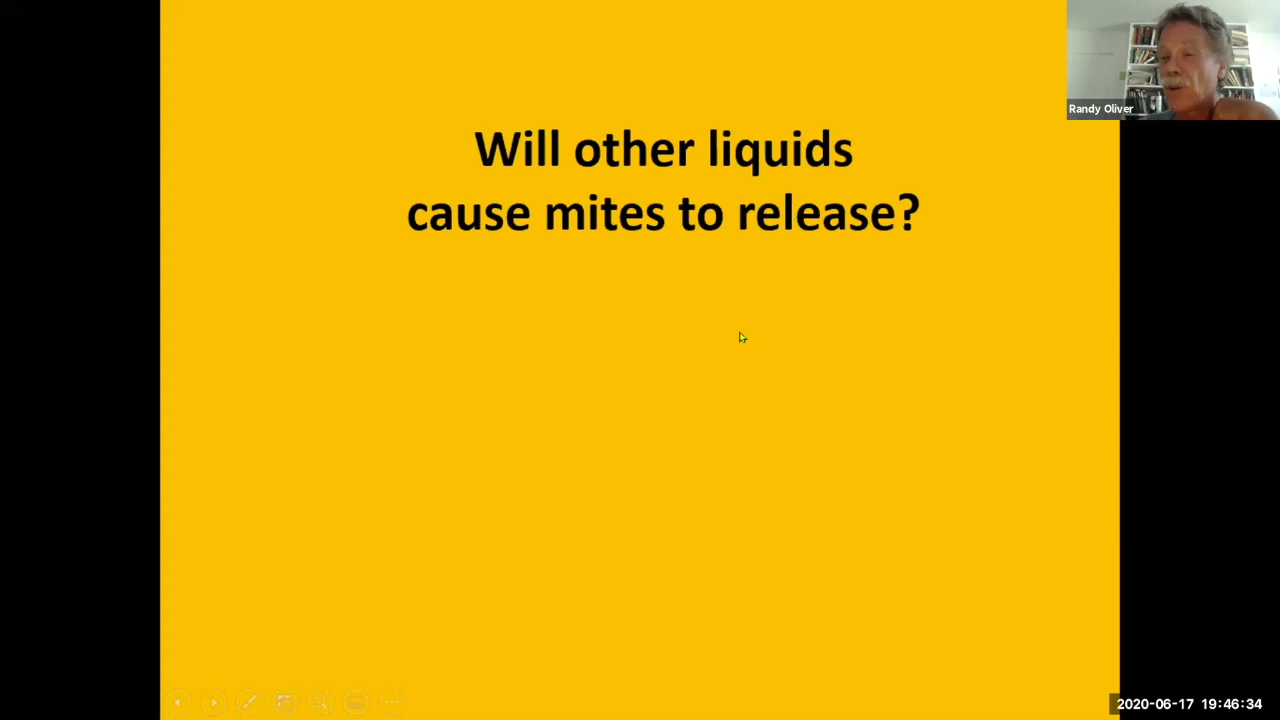 Randy Oliver
Will other liquids
cause mites to release?
2020-06-17 19:46:34